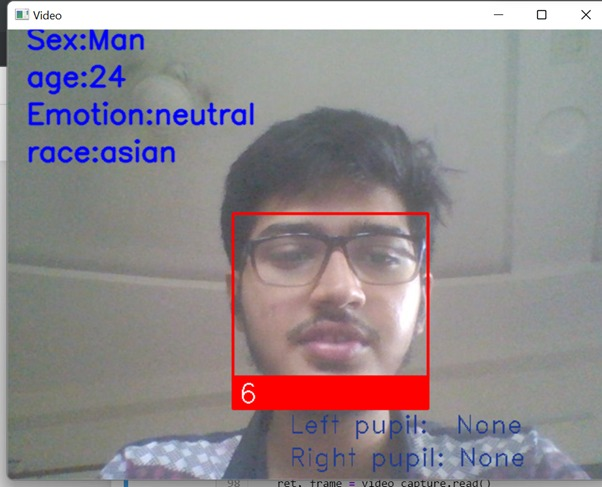 Video
Sex:Man
age:24
Emotion:neutral
race:asian
6
Left pupil: None
Right pupil: None
98 ret, frame = video_capture.read()